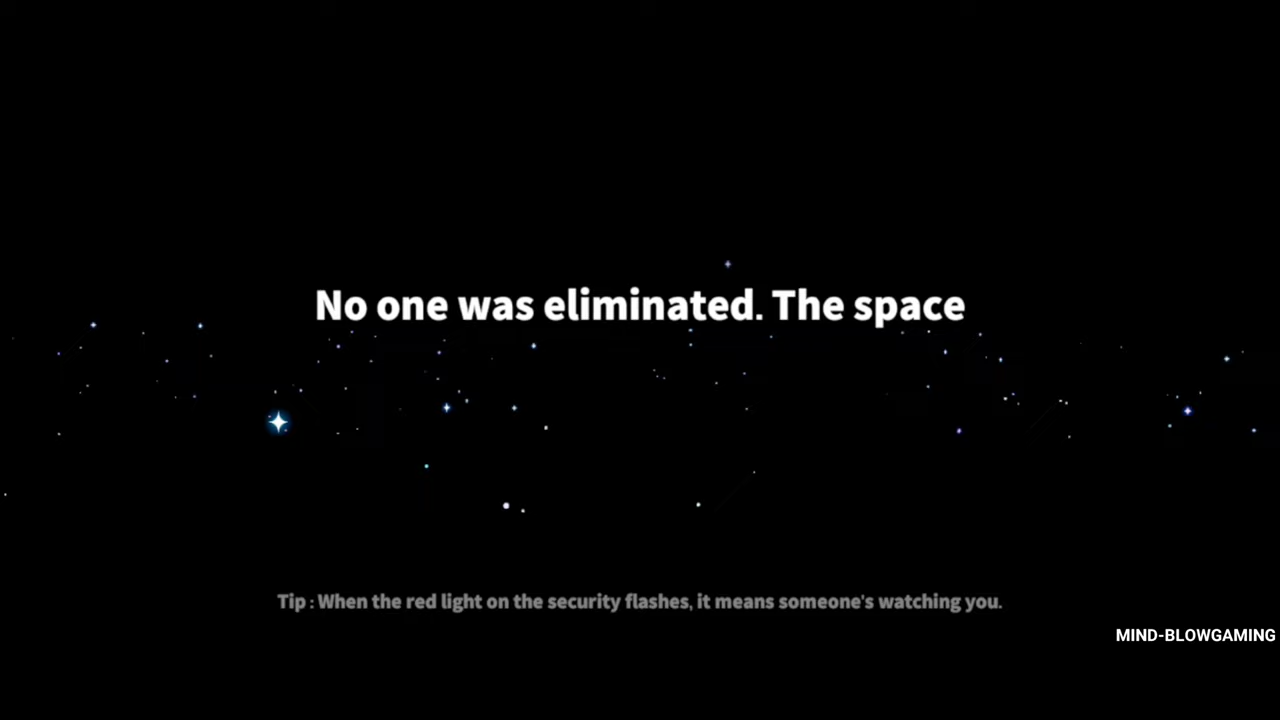 No one was eliminated. The space
Tip : When the red light on the security flashes, it means someone's watching you.
MIND-BLOWGAMING